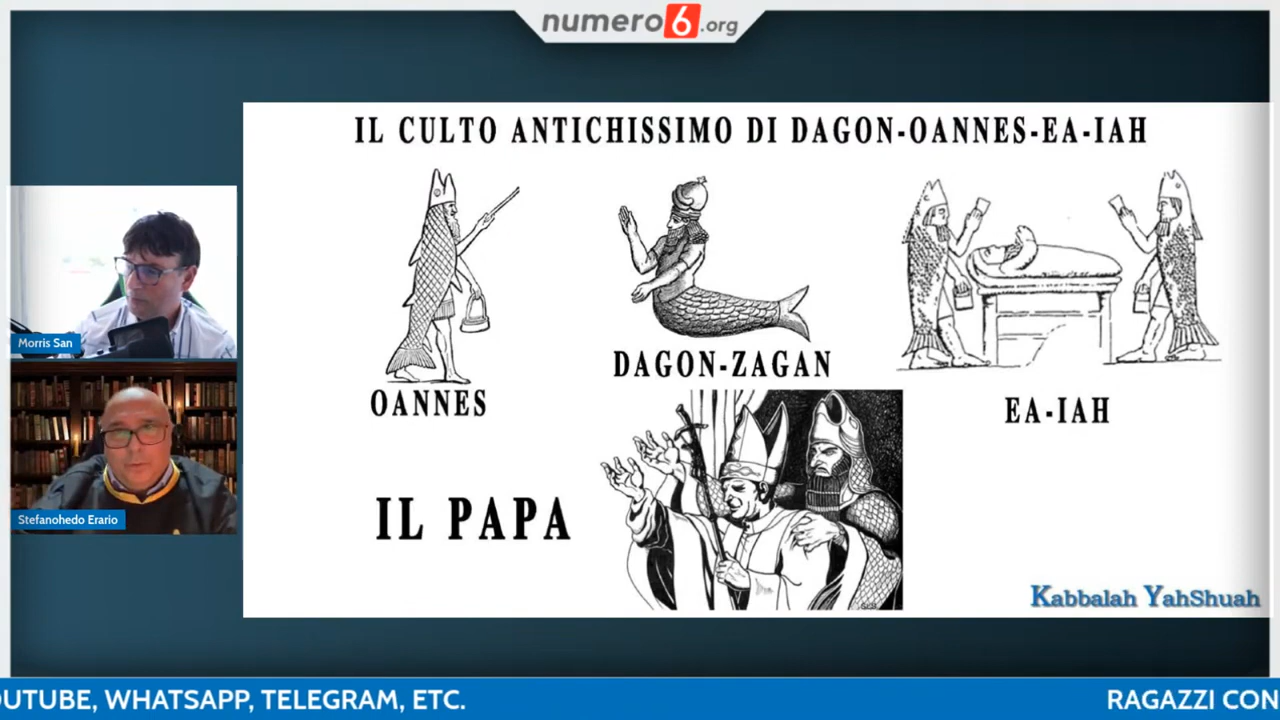 numero6.org
IL CULTO ANTICHISSIMO DI DAGON-OANNES-EA-IAH
OANNES
DAGON-ZAGAN
EA-IAH
IL PAPA
Kabbalah YahShuah
Morris San
Stefanohedo Erario
OUTUBE, WHATSAPP, TELEGRAM, ETC.
RAGAZZI CON